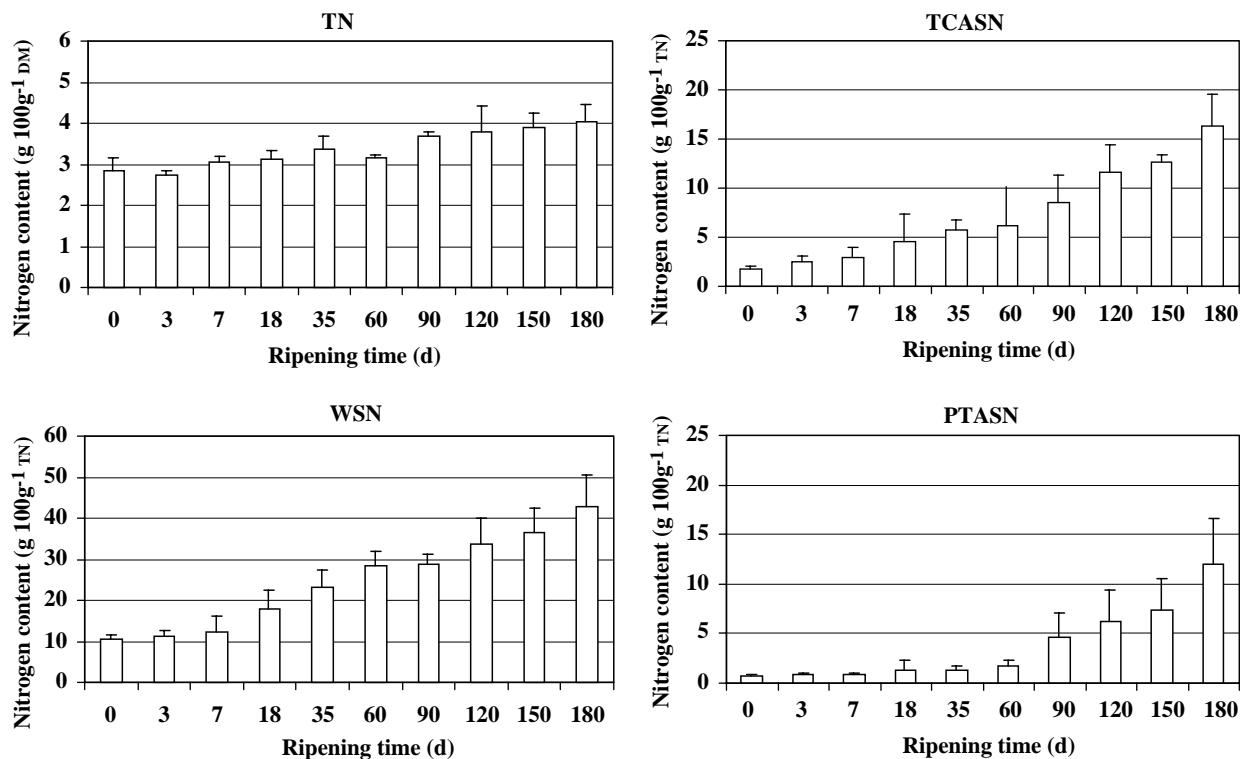 TN
Nitrogen content (g 100g-1 DM)
6
5
4
3
2
1
0
0 3 7 18 35 60 90 120 150 180
Ripening time (d)
TCASN
Nitrogen content (g 100g-1 TN)
25
20
15
10
5
0
0 3 7 18 35 60 90 120 150 180
Ripening time (d)
WSN
Nitrogen content (g 100g-1 TN)
60
50
40
30
20
10
0
0 3 7 18 35 60 90 120 150 180
Ripening time (d)
PTASN
Nitrogen content (g 100g-1 TN)
25
20
15
10
5
0
0 3 7 18 35 60 90 120 150 180
Ripening time (d)